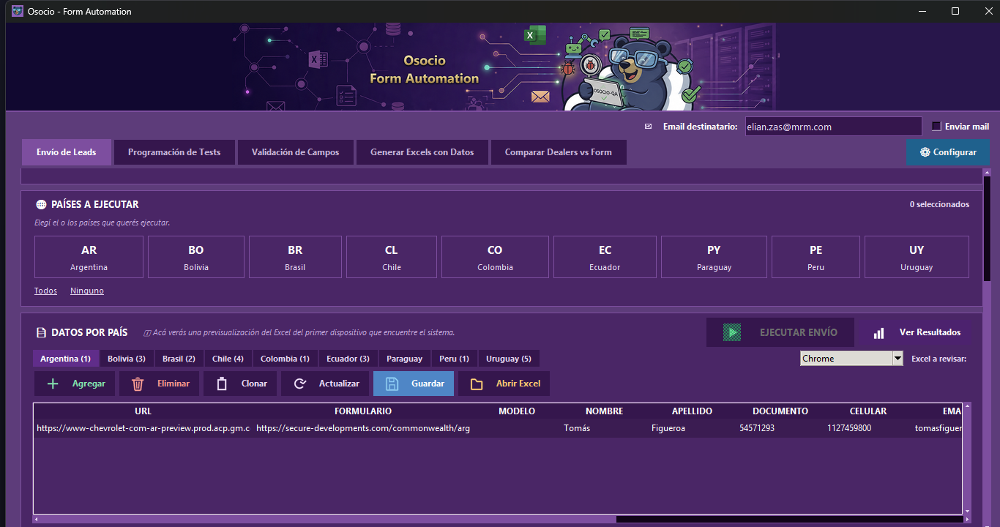 Osocio - Form Automation
Osocio
Form Automation
OSOCIO-QA
Email destinatario: elian.zas@mrm.com Enviar mail
Envío de Leads Programación de Tests Validación de Campos Generar Excels con Datos Comparar Dealers vs Form Configurar
PAÍSES A EJECUTAR 0 seleccionados
Elegí el o los países que querés ejecutar.
AR BO BR CL CO EC PY PE UY
Argentina Bolivia Brasil Chile Colombia Ecuador Paraguay Peru Uruguay
Todos Ninguno
DATOS POR PAÍS Acá verás una previsualización del Excel del primer dispositivo que encuentre el sistema. EJECUTAR ENVÍO Ver Resultados
Argentina (1) Bolivia (3) Brasil (2) Chile (4) Colombia (1) Ecuador (3) Paraguay Peru (1) Uruguay (5) Chrome Excel a revisar:
Agregar Eliminar Clonar Actualizar Guardar Abrir Excel
URL FORMULARIO MODELO NOMBRE APELLIDO DOCUMENTO CELULAR EMA
https://www-chevrolet-com-ar-preview.prod.acp.gm.c https://secure-developments.com/commonwealth/arg Tomás Figueroa 54571293 1127459800 tomasfiguer